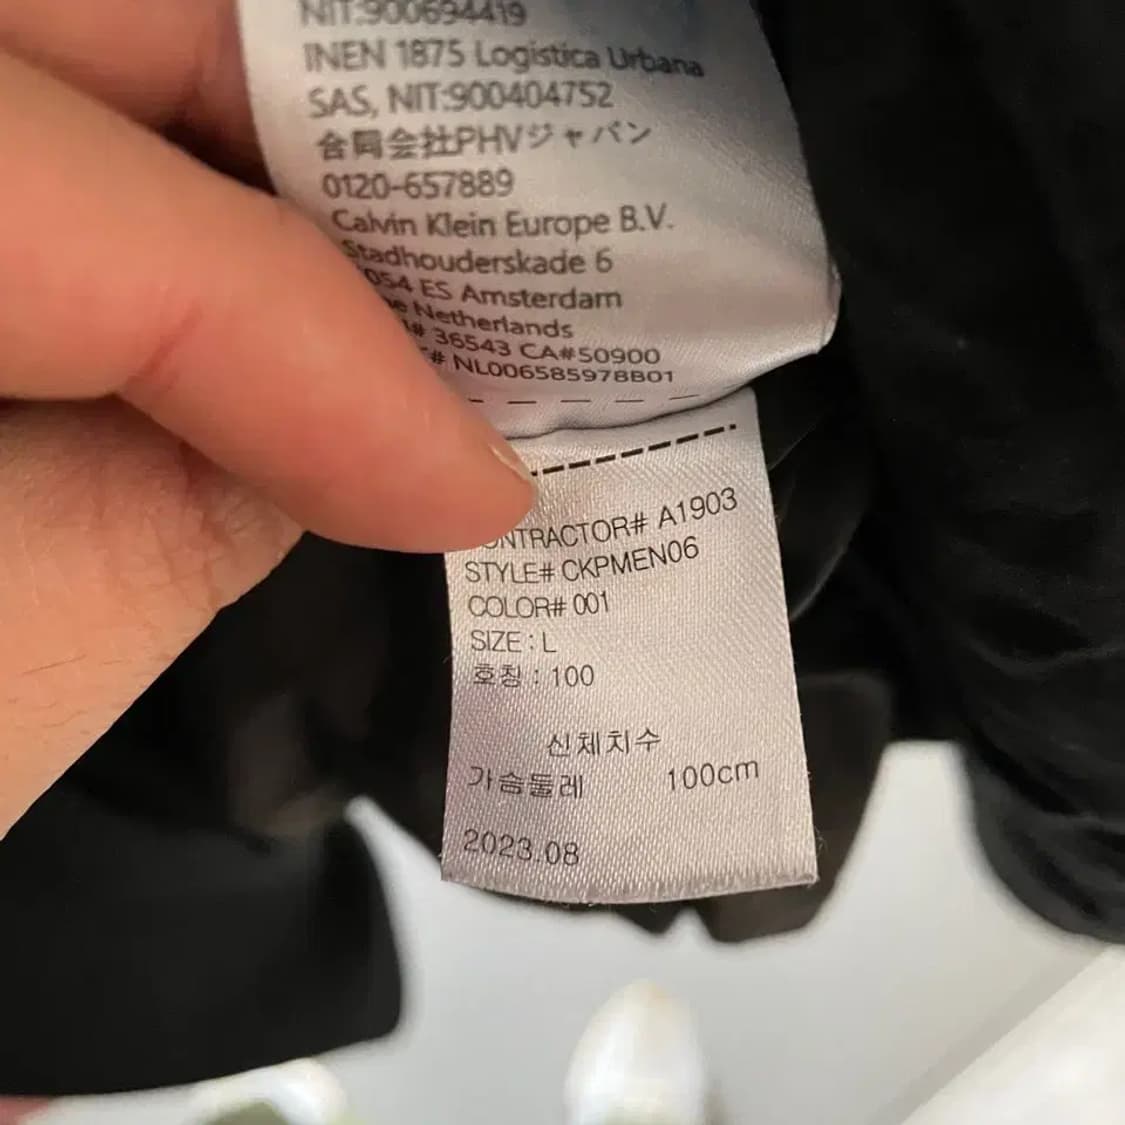 NIT:900694419
INEN 1875 Logistica Urbana
SAS, NIT:900404752
合同会社PHVジャパン
0120-657889
Calvin Klein Europe B.V.
Stadhouderskade 6
054 ES Amsterdam
Netherlands
# 36543 CA#50900
# NL006585978B01
CONTRACTOR# A1903
STYLE# CKPMEN06
COLOR# 001
SIZE : L
호칭 : 100
신체치수
가슴둘레 100cm
2023.08